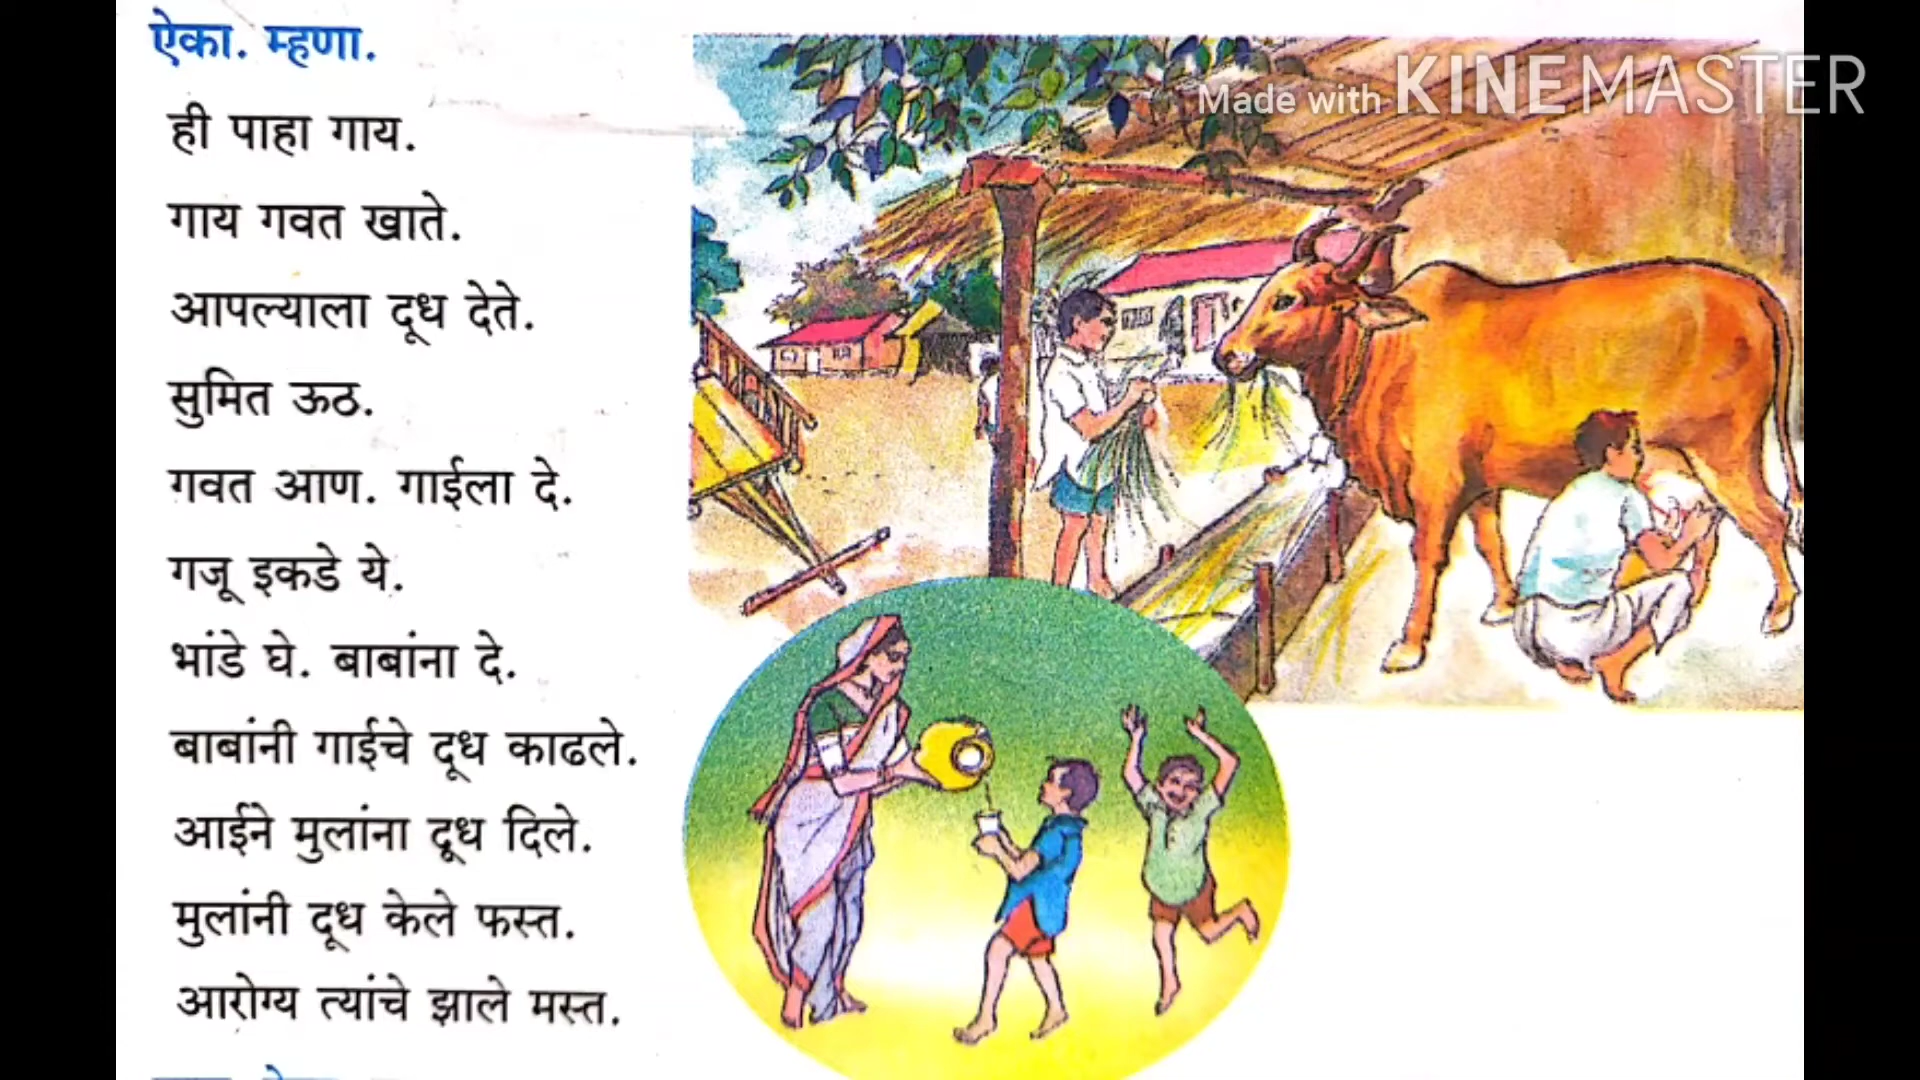 ऐका. म्हणा.
ही पाहा गाय.
गाय गवत खाते.
आपल्याला दूध देते.
सुमित ऊठ.
गवत आण. गाईला दे.
गजू इकडे ये.
भांडे घे. बाबांना दे.
बाबांनी गाईचे दूध काढले.
आईने मुलांना दूध दिले.
मुलांनी दूध केले फस्त.
आरोग्य त्यांचे झाले मस्त.
Made with KINEMASTER